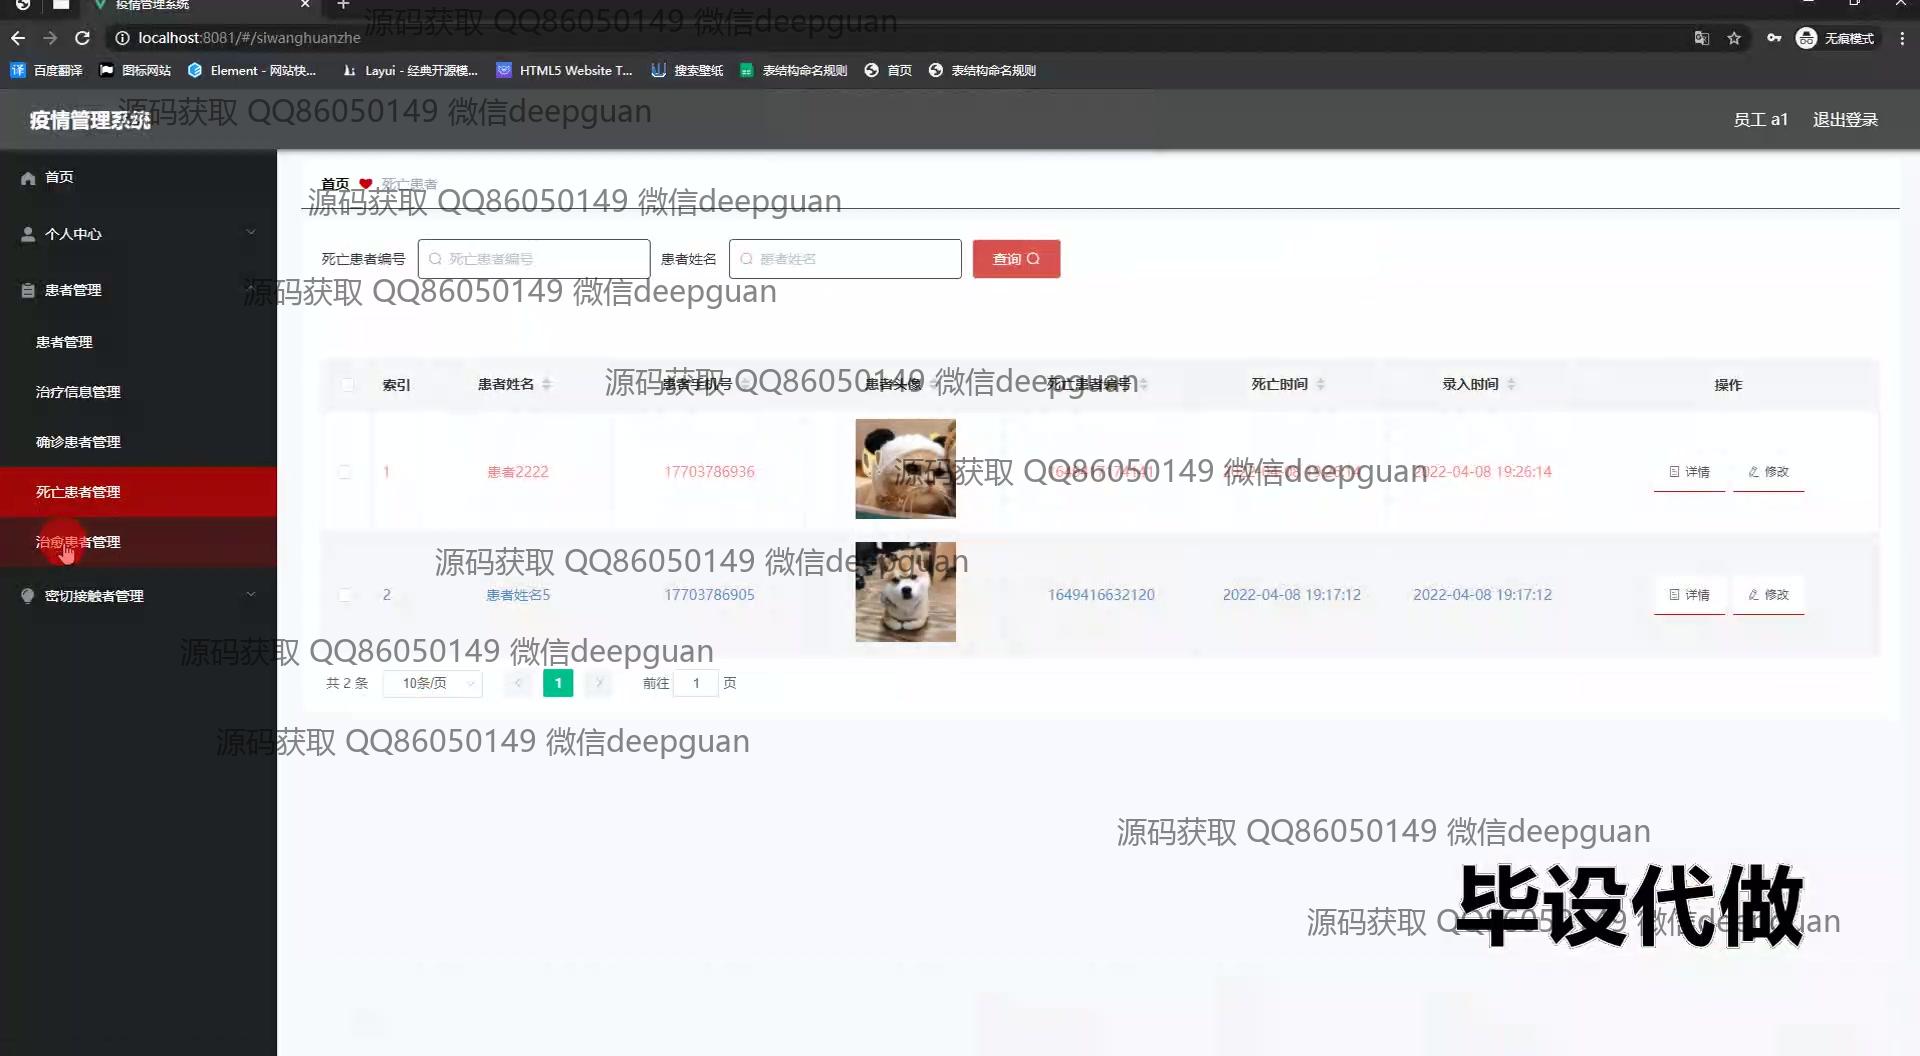 疫情管理系统
源码获取 QQ86050149 微信deepguan
localhost:8081/#/siwanghuanzhe
无痕模式
百度翻译 图标网站 Element - 网站快... Layui - 经典开源模... HTML5 Website T... 搜索壁纸 表结构命名规则 首页 表结构命名规则
源码获取 QQ86050149 微信deepguan
疫情管理系统
员工 a1 退出登录
首页
个人中心
患者管理
患者管理
治疗信息管理
确诊患者管理
死亡患者管理
治愈患者管理
密切接触者管理
首页 死亡患者
源码获取 QQ86050149 微信deepguan
死亡患者编号 死亡患者编号 患者姓名 患者姓名 查询
源码获取 QQ86050149 微信deepguan
索引 患者姓名 患者手机号 患者头像 死亡患者编号 死亡时间 录入时间 操作
源码获取 QQ86050149 微信deepguan
1 患者2222 17703786936 2022-04-08 19:26:14 详情 修改
源码获取 QQ86050149 微信deepguan
源码获取 QQ86050149 微信deepguan
2 患者姓名5 17703786905 1649416632120 2022-04-08 19:17:12 2022-04-08 19:17:12 详情 修改
源码获取 QQ86050149 微信deepguan
共 2 条 10条/页 1 前往 1 页
源码获取 QQ86050149 微信deepguan
源码获取 QQ86050149 微信deepguan
毕设代做
源码获取 QQ86050149 微信deepguan